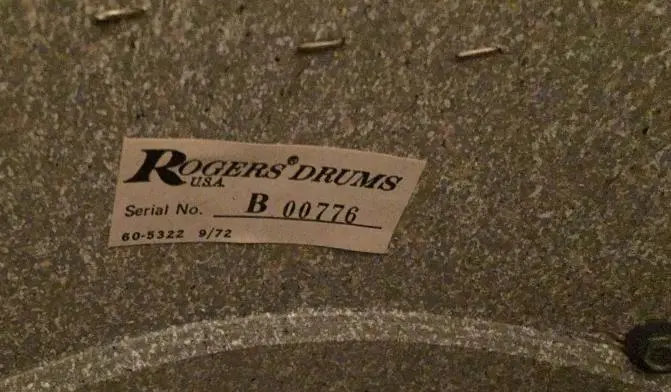 ROGERS® DRUMS
U.S.A.
Serial No. B 00776
60-5322 9/72